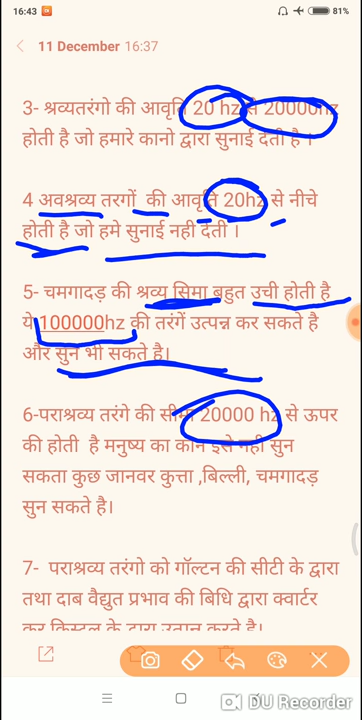 16:43
81%
11 December 16:37
3- श्रव्यतरंगो की आवृति 20 hz से 20000hz
होती है जो हमारे कानो द्वारा सुनाई देती है ।
4 अवश्रव्य तरगों की आवृति 20hz से नीचे
होती है जो हमे सुनाई नही देती ।
5- चमगादड़ की श्रव्य सिमा बहुत उची होती है
ये 100000hz की तरंगें उत्पन्न कर सकते है
और सुन भी सकते है।
6-पराश्रव्य तरंगे की सीमा 20000 hz से ऊपर
की होती है मनुष्य का कान इसे नही सुन
सकता कुछ जानवर कुत्ता ,बिल्ली, चमगादड़
सुन सकते है।
7- पराश्रव्य तरंगो को गॉल्टन की सीटी के द्वारा
तथा दाब वैद्युत प्रभाव की बिधि द्वारा क्वार्टर
के द्वारा करते है।
DU Recorder